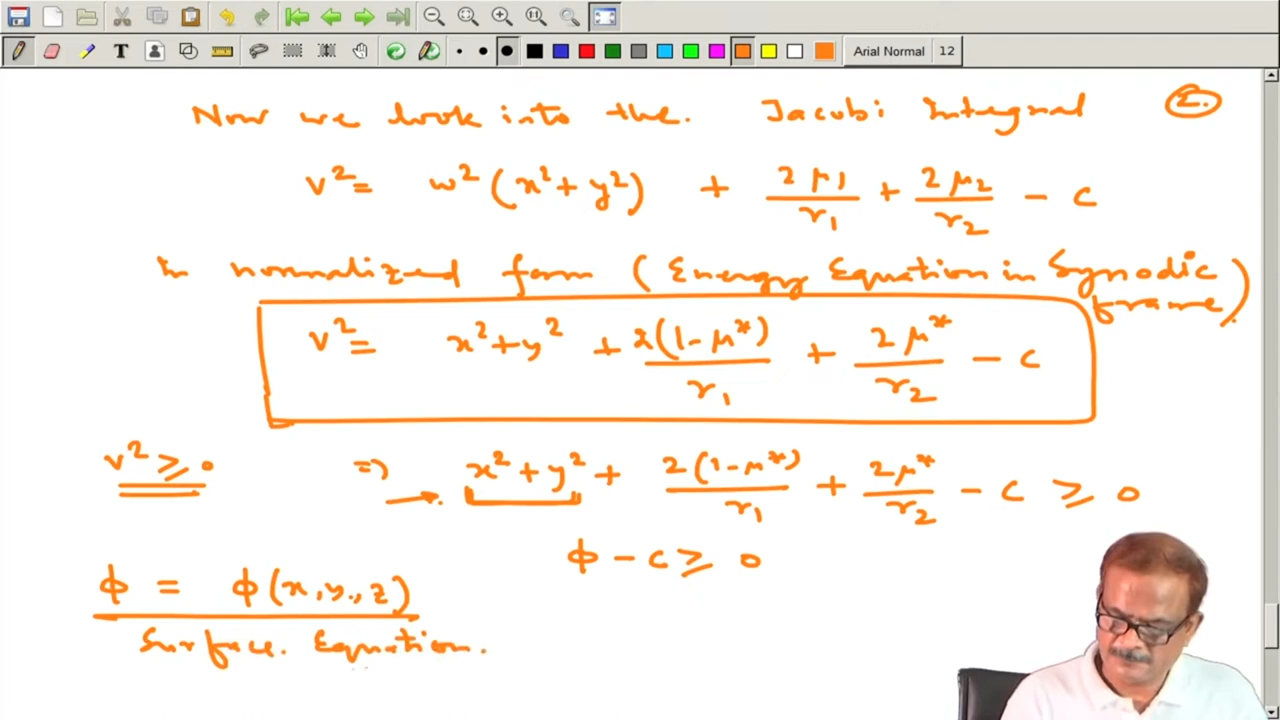 Arial Normal 12
Now we look into the. Jacobi Integral 2.
v² = ω²(x² + y²) + 2μ₁/r₁ + 2μ₂/r₂ - c
In normalized form (Energy Equation in Synodic frame)
v² = x² + y² + 2(1-μ*)/r₁ + 2μ*/r₂ - c
v² ≥ 0 ⇒ x² + y² + 2(1-μ*)/r₁ + 2μ*/r₂ - c ≥ 0
ϕ - c ≥ 0
ϕ = ϕ(x, y, z)
Surface. Equation.